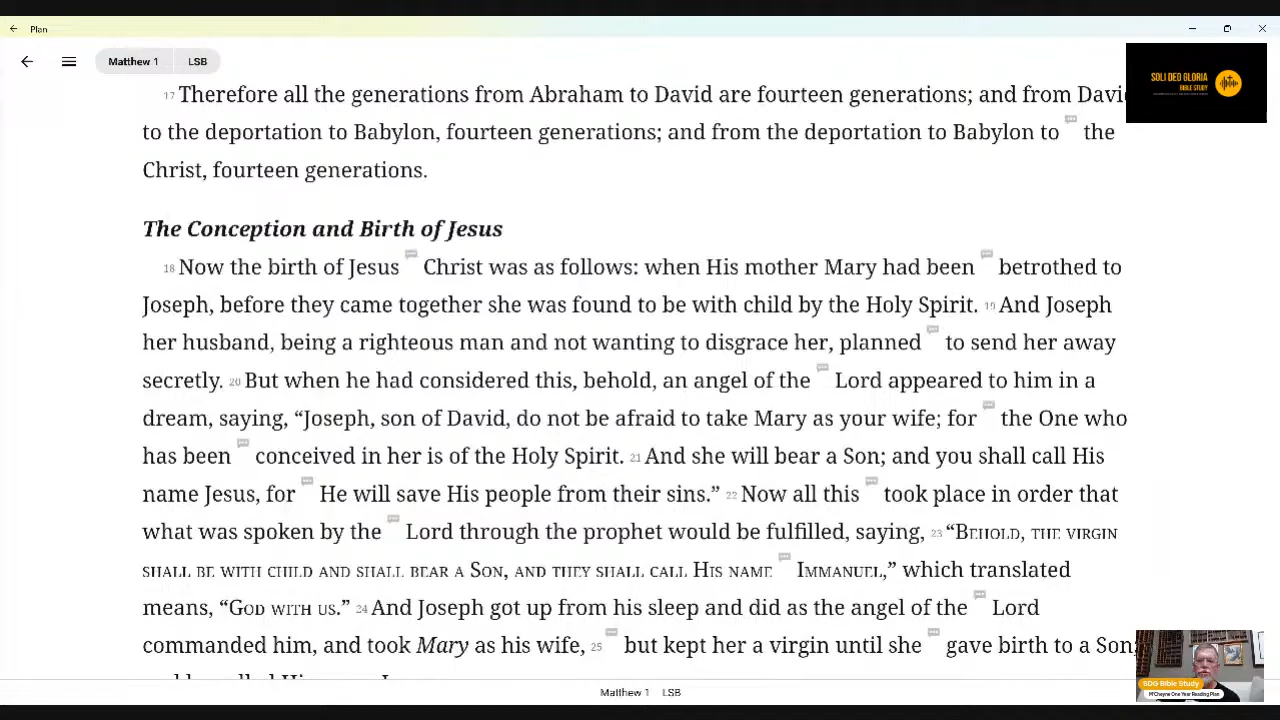 Plan
Matthew 1 LSB
SOLI DEO GLORIA
BIBLE STUDY
17 Therefore all the generations from Abraham to David are fourteen generations; and from Davi
to the deportation to Babylon, fourteen generations; and from the deportation to Babylon to the
Christ, fourteen generations.
The Conception and Birth of Jesus
18 Now the birth of Jesus Christ was as follows: when His mother Mary had been betrothed to
Joseph, before they came together she was found to be with child by the Holy Spirit. 19 And Joseph
her husband, being a righteous man and not wanting to disgrace her, planned to send her away
secretly. 20 But when he had considered this, behold, an angel of the Lord appeared to him in a
dream, saying, “Joseph, son of David, do not be afraid to take Mary as your wife; for the One who
has been conceived in her is of the Holy Spirit. 21 And she will bear a Son; and you shall call His
name Jesus, for He will save His people from their sins.” 22 Now all this took place in order that
what was spoken by the Lord through the prophet would be fulfilled, saying, 23 “BEHOLD, THE VIRGIN
SHALL BE WITH CHILD AND SHALL BEAR A SON, AND THEY SHALL CALL HIS NAME IMMANUEL,” which translated
means, “GOD WITH US.” 24 And Joseph got up from his sleep and did as the angel of the Lord
commanded him, and took Mary as his wife, 25 but kept her a virgin until she gave birth to a Son
Matthew 1 LSB
SDG Bible Study
M'Cheyne One Year Reading Plan